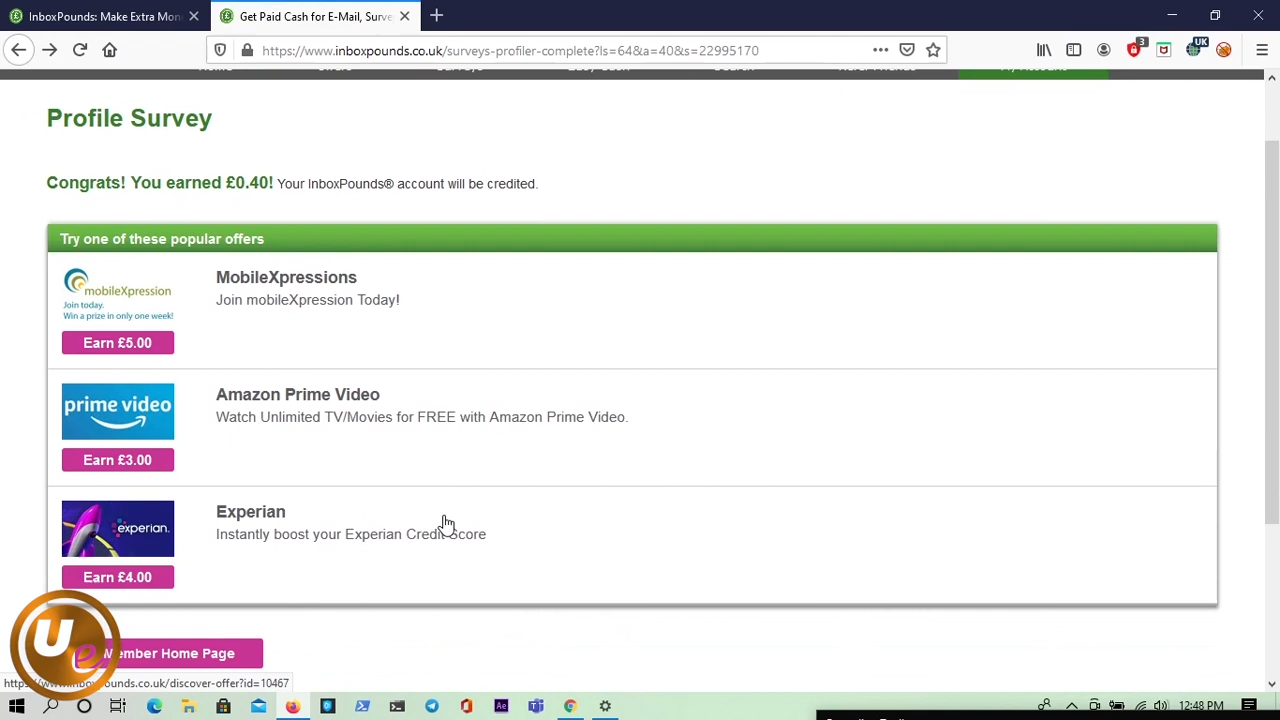 InboxPounds: Make Extra Mon
Get Paid Cash for E-Mail, Surve
https://www.inboxpounds.co.uk/surveys-profiler-complete?ls=64&a=40&s=22995170
3
UK
Profile Survey
Congrats! You earned £0.40! Your InboxPounds® account will be credited.
Try one of these popular offers
mobileXpression
Join today.
Win a prize in only one week!
Earn £5.00
MobileXpressions
Join mobileXpression Today!
prime video
Earn £3.00
Amazon Prime Video
Watch Unlimited TV/Movies for FREE with Amazon Prime Video.
experian.
Earn £4.00
Experian
Instantly boost your Experian Credit Score
Ue
Member Home Page
https://www.inboxpounds.co.uk/discover-offer?id=10467
Ae
12:48 PM